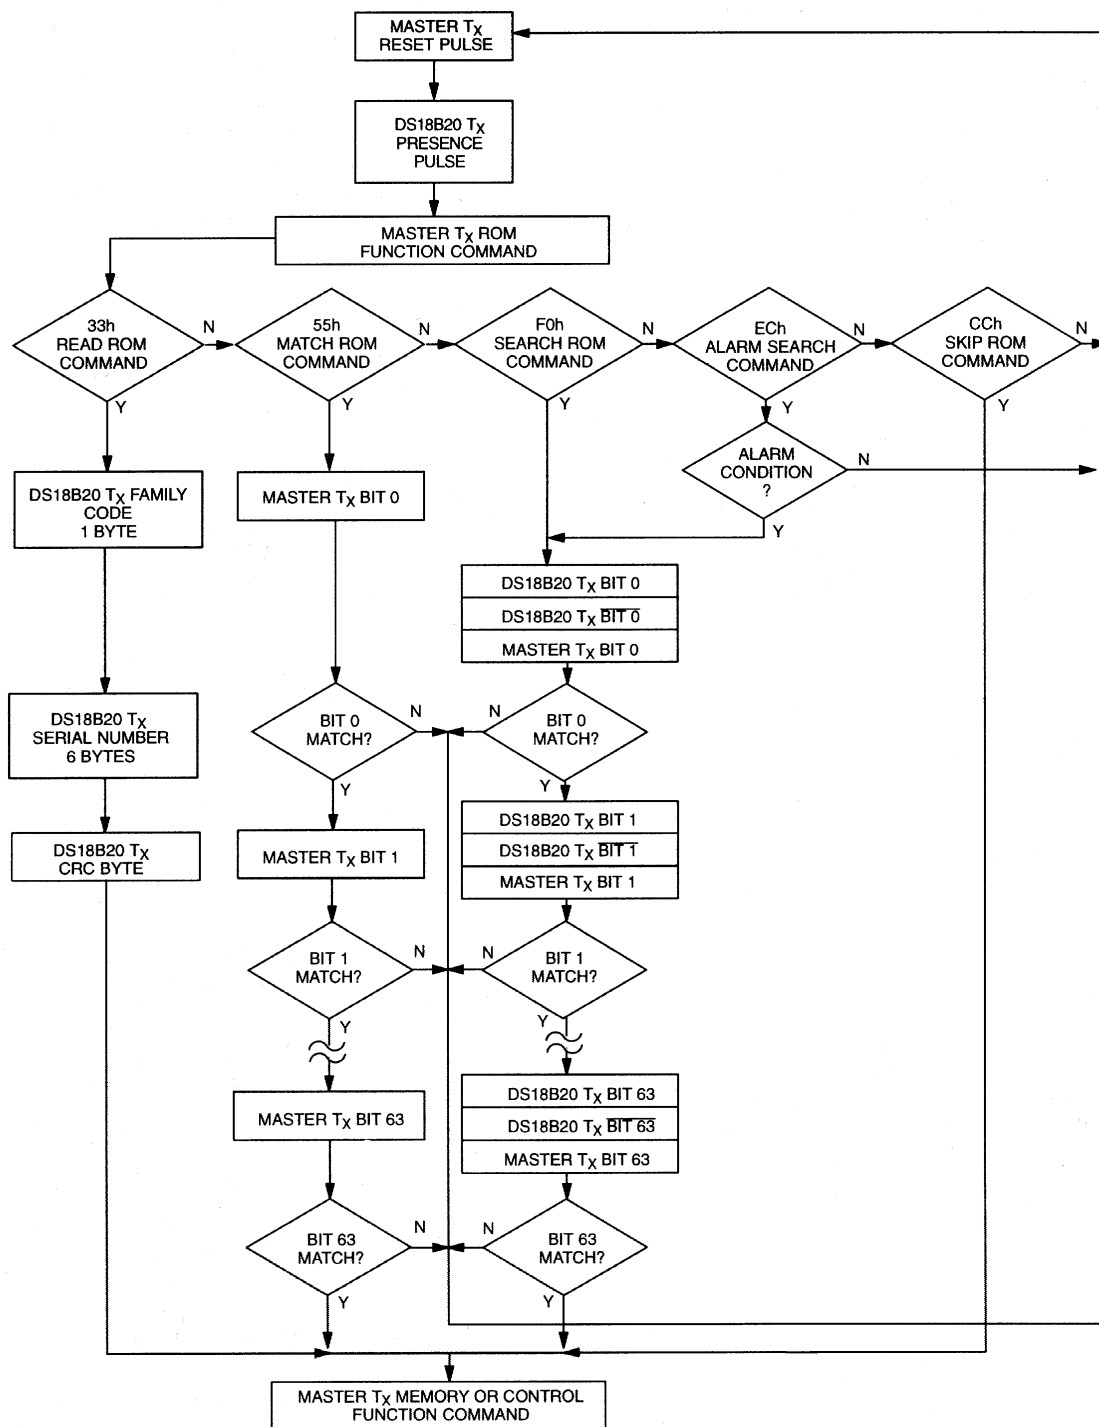 MASTER TX
RESET PULSE
DS18B20 TX
PRESENCE
PULSE
MASTER TX ROM
FUNCTION COMMAND
33h
READ ROM
COMMAND
N
Y
55h
MATCH ROM
COMMAND
N
Y
F0h
SEARCH ROM
COMMAND
N
Y
ECh
ALARM SEARCH
COMMAND
N
Y
CCh
SKIP ROM
COMMAND
N
Y
ALARM
CONDITION
?
N
Y
DS18B20 TX FAMILY
CODE
1 BYTE
DS18B20 TX
SERIAL NUMBER
6 BYTES
DS18B20 TX
CRC BYTE
MASTER TX BIT 0
BIT 0
MATCH?
N
Y
MASTER TX BIT 1
BIT 1
MATCH?
N
Y
MASTER TX BIT 63
BIT 63
MATCH?
N
Y
DS18B20 TX BIT 0
DS18B20 TX BIT 0
MASTER TX BIT 0
BIT 0
MATCH?
N
Y
DS18B20 TX BIT 1
DS18B20 TX BIT 1
MASTER TX BIT 1
BIT 1
MATCH?
N
Y
DS18B20 TX BIT 63
DS18B20 TX BIT 63
MASTER TX BIT 63
BIT 63
MATCH?
N
Y
MASTER TX MEMORY OR CONTROL
FUNCTION COMMAND